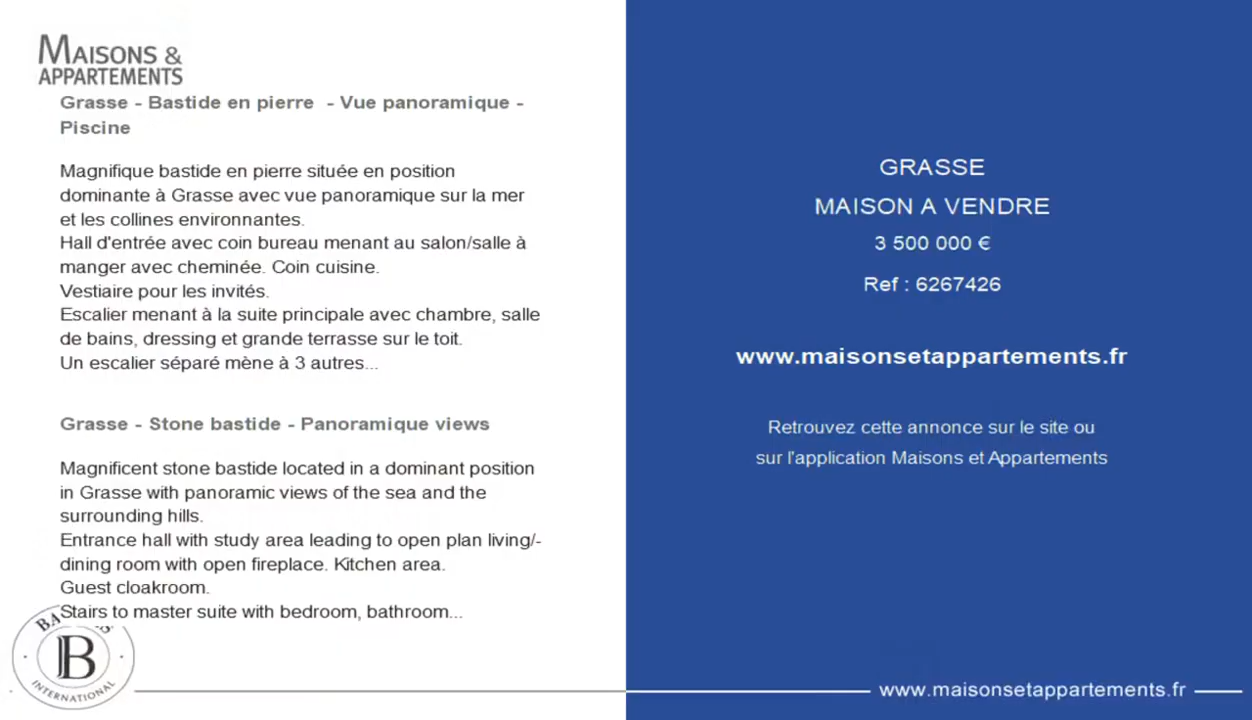 MAISONS &
APPARTEMENTS
Grasse - Bastide en pierre - Vue panoramique -
Piscine
Magnifique bastide en pierre située en position
dominante à Grasse avec vue panoramique sur la mer
et les collines environnantes.
Hall d'entrée avec coin bureau menant au salon/salle à
manger avec cheminée. Coin cuisine.
Vestiaire pour les invités.
Escalier menant à la suite principale avec chambre, salle
de bains, dressing et grande terrasse sur le toit.
Un escalier séparé mène à 3 autres...
Grasse - Stone bastide - Panoramique views
Magnificent stone bastide located in a dominant position
in Grasse with panoramic views of the sea and the
surrounding hills.
Entrance hall with study area leading to open plan living/-
dining room with open fireplace. Kitchen area.
Guest cloakroom.
Stairs to master suite with bedroom, bathroom...
B
INTERNATIONAL
GRASSE
MAISON A VENDRE
3 500 000 €
Ref : 6267426
www.maisonsetappartements.fr
Retrouvez cette annonce sur le site ou
sur l'application Maisons et Appartements
www.maisonsetappartements.fr